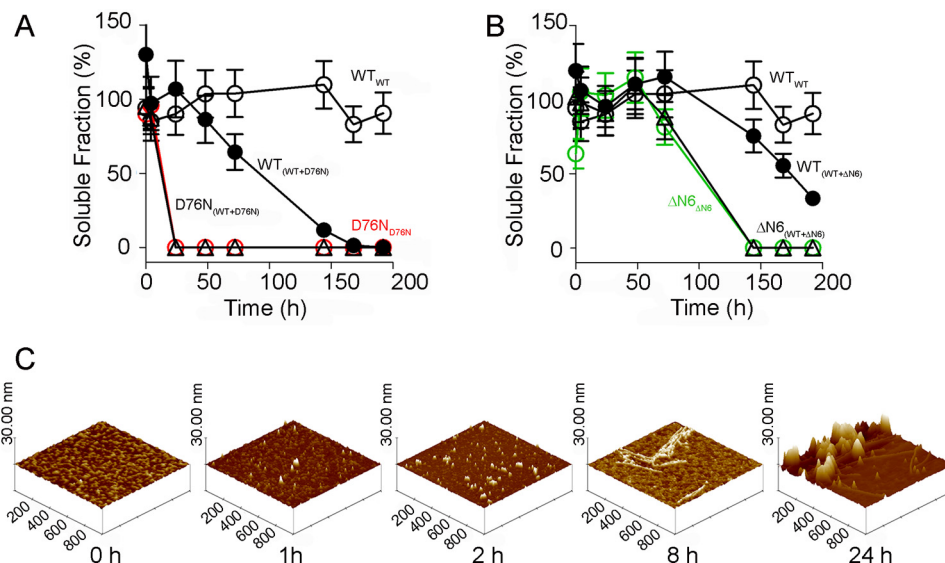 A
150
100
50
0
Soluble Fraction (%)
0 50 100 150 200
Time (h)
WT WT
WT (WT+D76N)
D76N (WT+D76N)
D76N D76N
B
150
100
50
0
Soluble Fraction (%)
0 50 100 150 200
Time (h)
WT WT
WT (WT+ΔN6)
ΔN6 ΔN6
ΔN6 (WT+ΔN6)
C
30.00 nm
200 400 600 800
0 h
30.00 nm
200 400 600 800
1h
30.00 nm
200 400 600 800
2 h
30.00 nm
200 400 600 800
8 h
30.00 nm
200 400 600 800
24 h